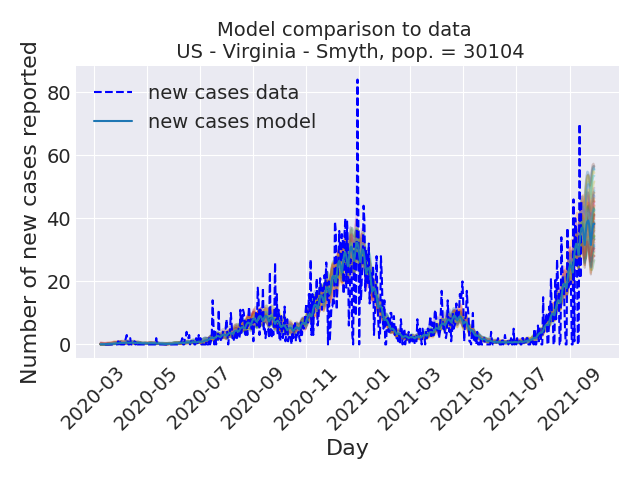 Model comparison to data
US - Virginia - Smyth, pop. = 30104
Number of new cases reported
80
60
40
20
0
new cases data
new cases model
2020-03
2020-05
2020-07
2020-09
2020-11
2021-01
2021-03
2021-05
2021-07
2021-09
Day